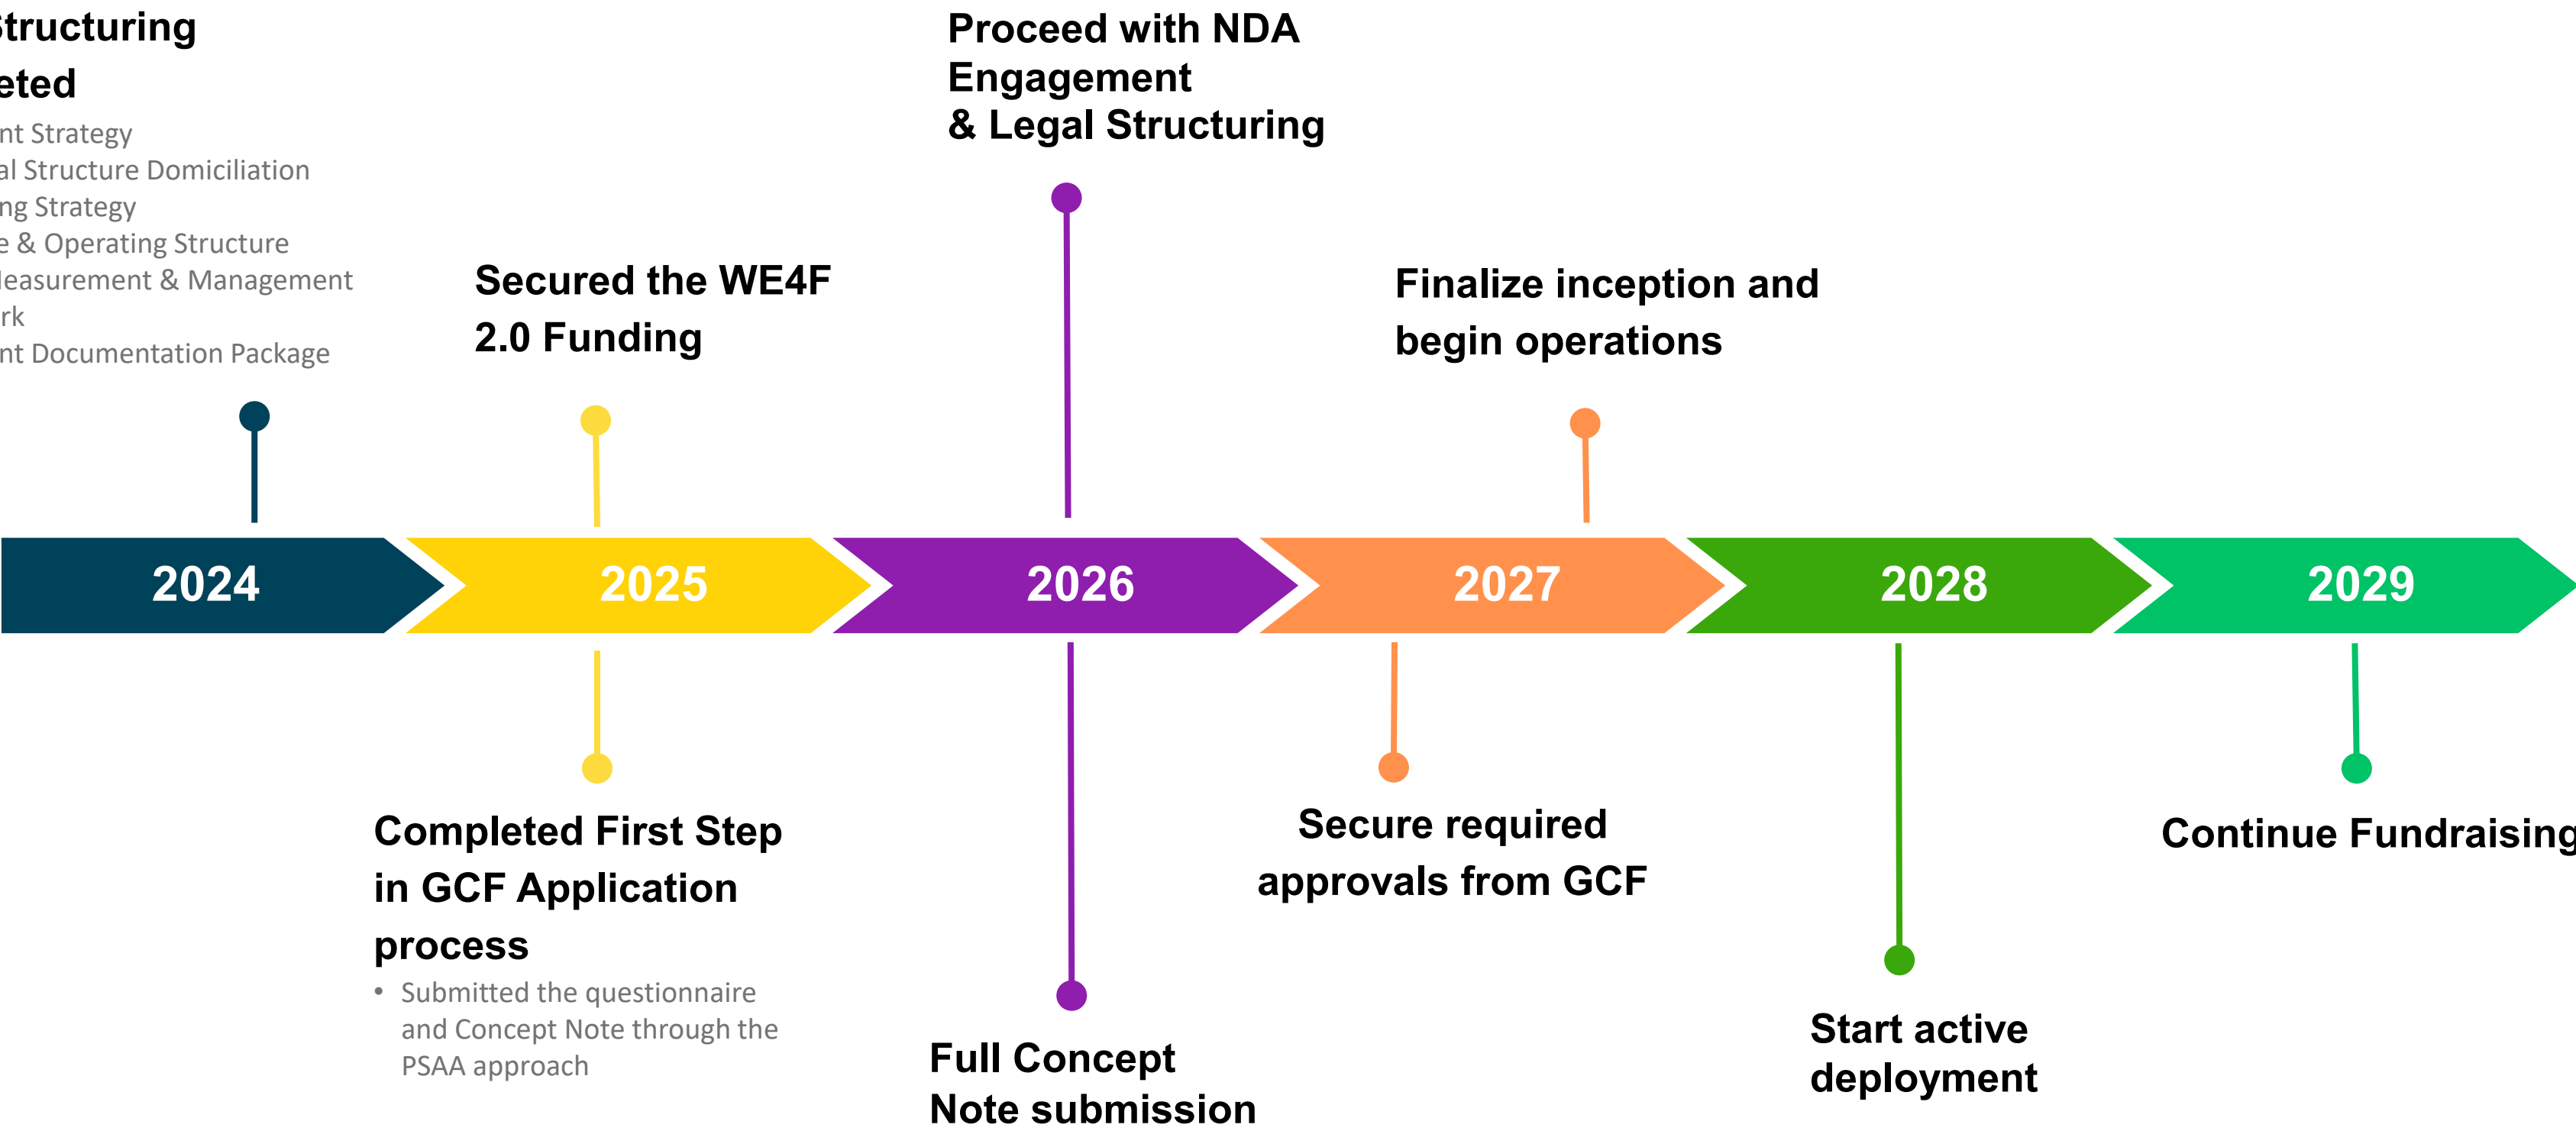 Structuring
eted
nt Strategy
al Structure Domiciliation
ng Strategy
e & Operating Structure
Measurement & Management
rk
nt Documentation Package
Secured the WE4F
2.0 Funding
Proceed with NDA
Engagement
& Legal Structuring
Finalize inception and
begin operations
2024
2025
2026
2027
2028
2029
Completed First Step
in GCF Application
process
• Submitted the questionnaire
and Concept Note through the
PSAA approach
Full Concept
Note submission
Secure required
approvals from GCF
Start active
deployment
Continue Fundraising